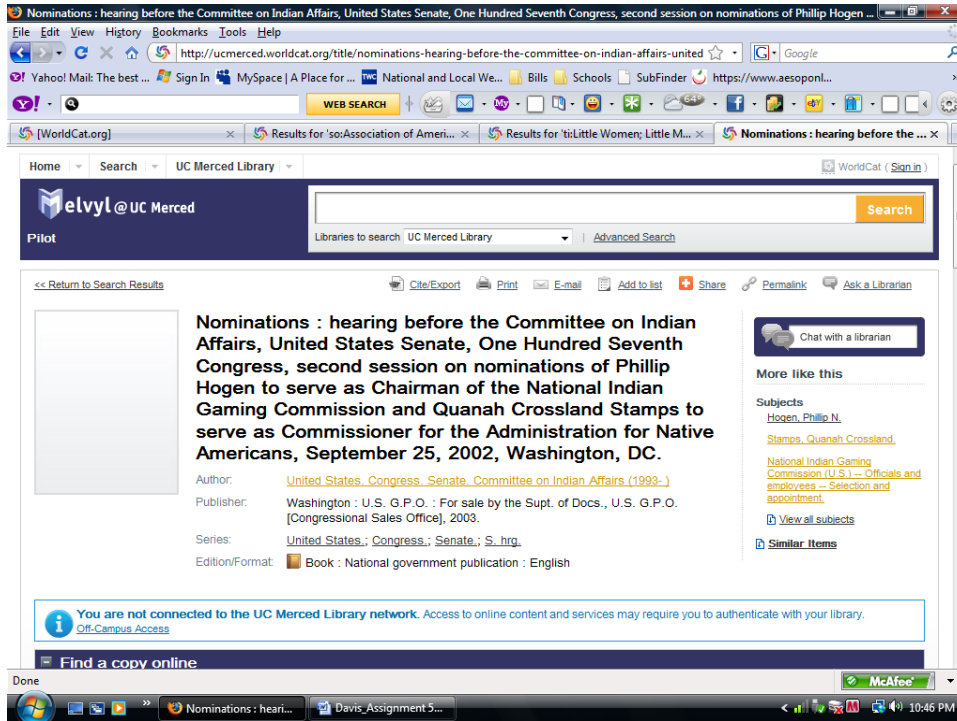 Nominations : hearing before the Committee on Indian Affairs, United States Senate, One Hundred Seventh Congress, second session on nominations of Phillip Hogen ...
File Edit View History Bookmarks Tools Help
http://ucmerced.worldcat.org/title/nominations-hearing-before-the-committee-on-indian-affairs-united
Google
Yahoo! Mail: The best ... Sign In MySpace | A Place for ... TWC National and Local We... Bills Schools SubFinder https://www.aesoponl...
Y! WEB SEARCH 64° eBY
[WorldCat.org] Results for 'so:Association of Ameri... Results for 'ti:Little Women; Little M... Nominations : hearing before the ...
Home Search UC Merced Library WorldCat ( Sign in )
Melvyl @ UC Merced
Search
Pilot
Libraries to search UC Merced Library | Advanced Search
<< Return to Search Results Cite/Export Print E-mail Add to list Share Permalink Ask a Librarian
Nominations : hearing before the Committee on Indian
Affairs, United States Senate, One Hundred Seventh
Congress, second session on nominations of Phillip
Hogen to serve as Chairman of the National Indian
Gaming Commission and Quanah Crossland Stamps to
serve as Commissioner for the Administration for Native
Americans, September 25, 2002, Washington, DC.
Author: United States. Congress. Senate. Committee on Indian Affairs (1993- )
Publisher: Washington : U.S. G.P.O. : For sale by the Supt. of Docs., U.S. G.P.O.
[Congressional Sales Office], 2003.
Series: United States.; Congress.; Senate.; S. hrg.
Edition/Format: Book : National government publication : English
Chat with a librarian
More like this
Subjects
Hogen, Phillip N.
Stamps, Quanah Crossland.
National Indian Gaming
Commission (U.S.) -- Officials and
employees -- Selection and
appointment.
View all subjects
Similar Items
You are not connected to the UC Merced Library network. Access to online content and services may require you to authenticate with your library.
Off-Campus Access
Find a copy online
Done McAfee
Nominations : heari... Davis_Assignment 5... 10:46 PM